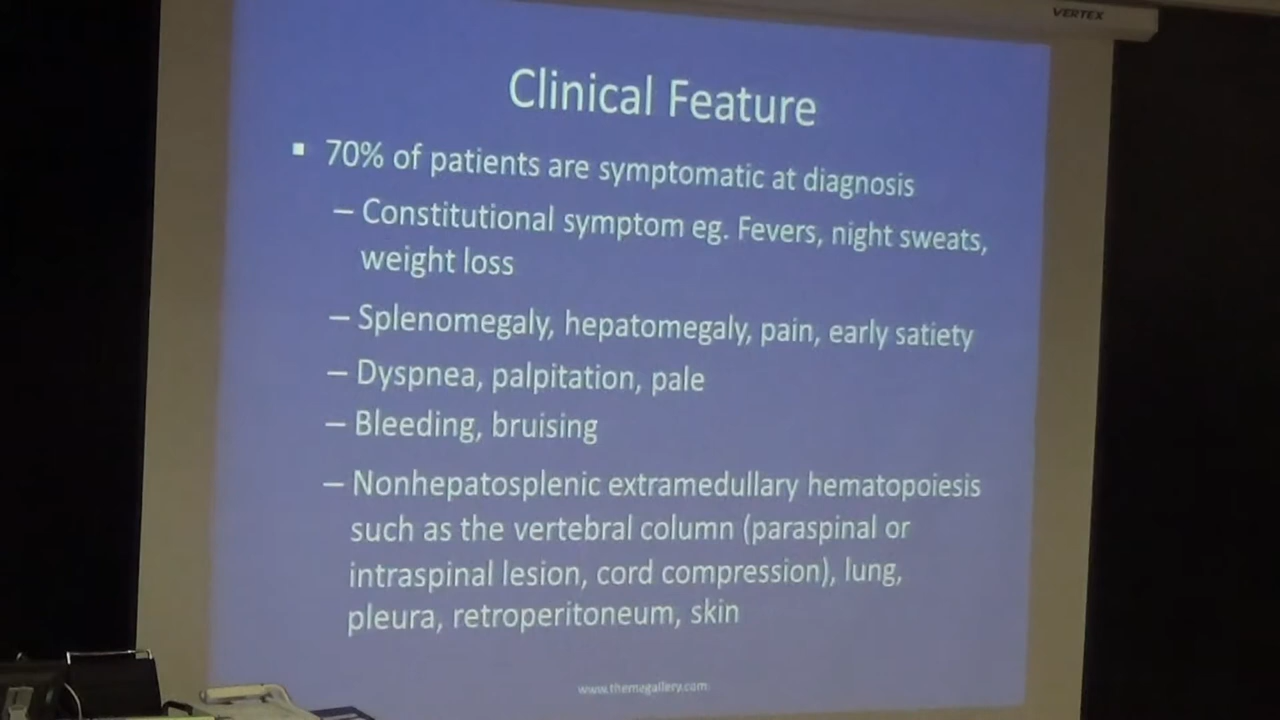 VERTEX
Clinical Feature
▪ 70% of patients are symptomatic at diagnosis
– Constitutional symptom eg. Fevers, night sweats,
weight loss
– Splenomegaly, hepatomegaly, pain, early satiety
– Dyspnea, palpitation, pale
– Bleeding, bruising
– Nonhepatosplenic extramedullary hematopoiesis
such as the vertebral column (paraspinal or
intraspinal lesion, cord compression), lung,
pleura, retroperitoneum, skin
www.themegallery.com